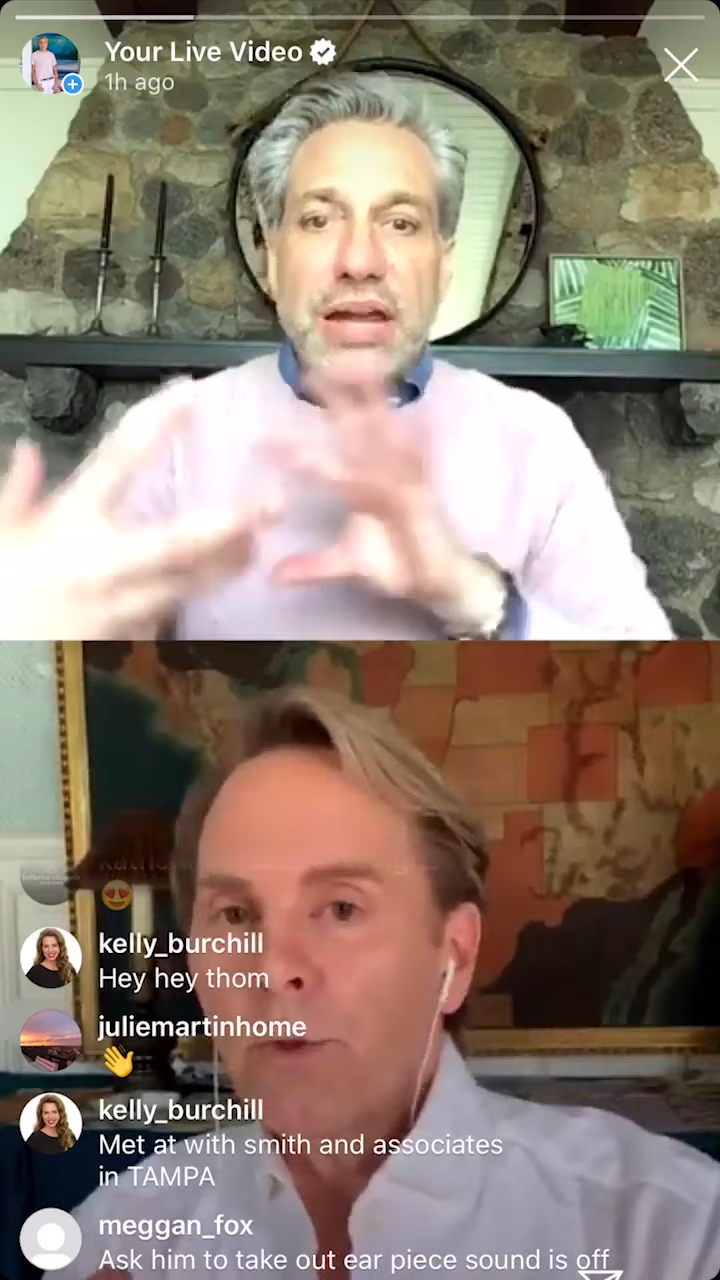 Your Live Video
1h ago
kelly_burchill
Hey hey thom
juliemartinhome
kelly_burchill
Met at with smith and associates
in TAMPA
meggan_fox
Ask him to take out ear piece sound is off